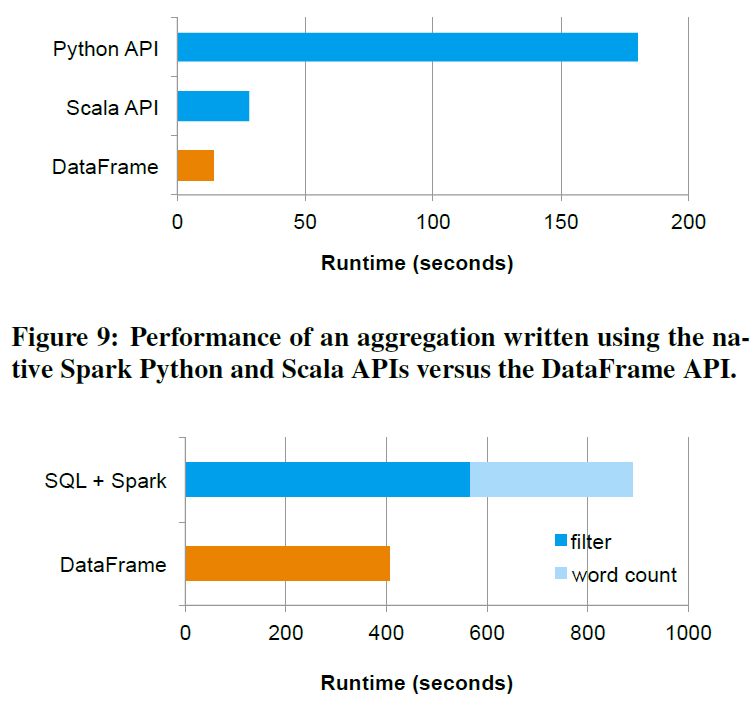 Python API
Scala API
DataFrame
0 50 100 150 200
Runtime (seconds)
Figure 9: Performance of an aggregation written using the na-
tive Spark Python and Scala APIs versus the DataFrame API.
SQL + Spark
DataFrame
filter
word count
0 200 400 600 800 1000
Runtime (seconds)